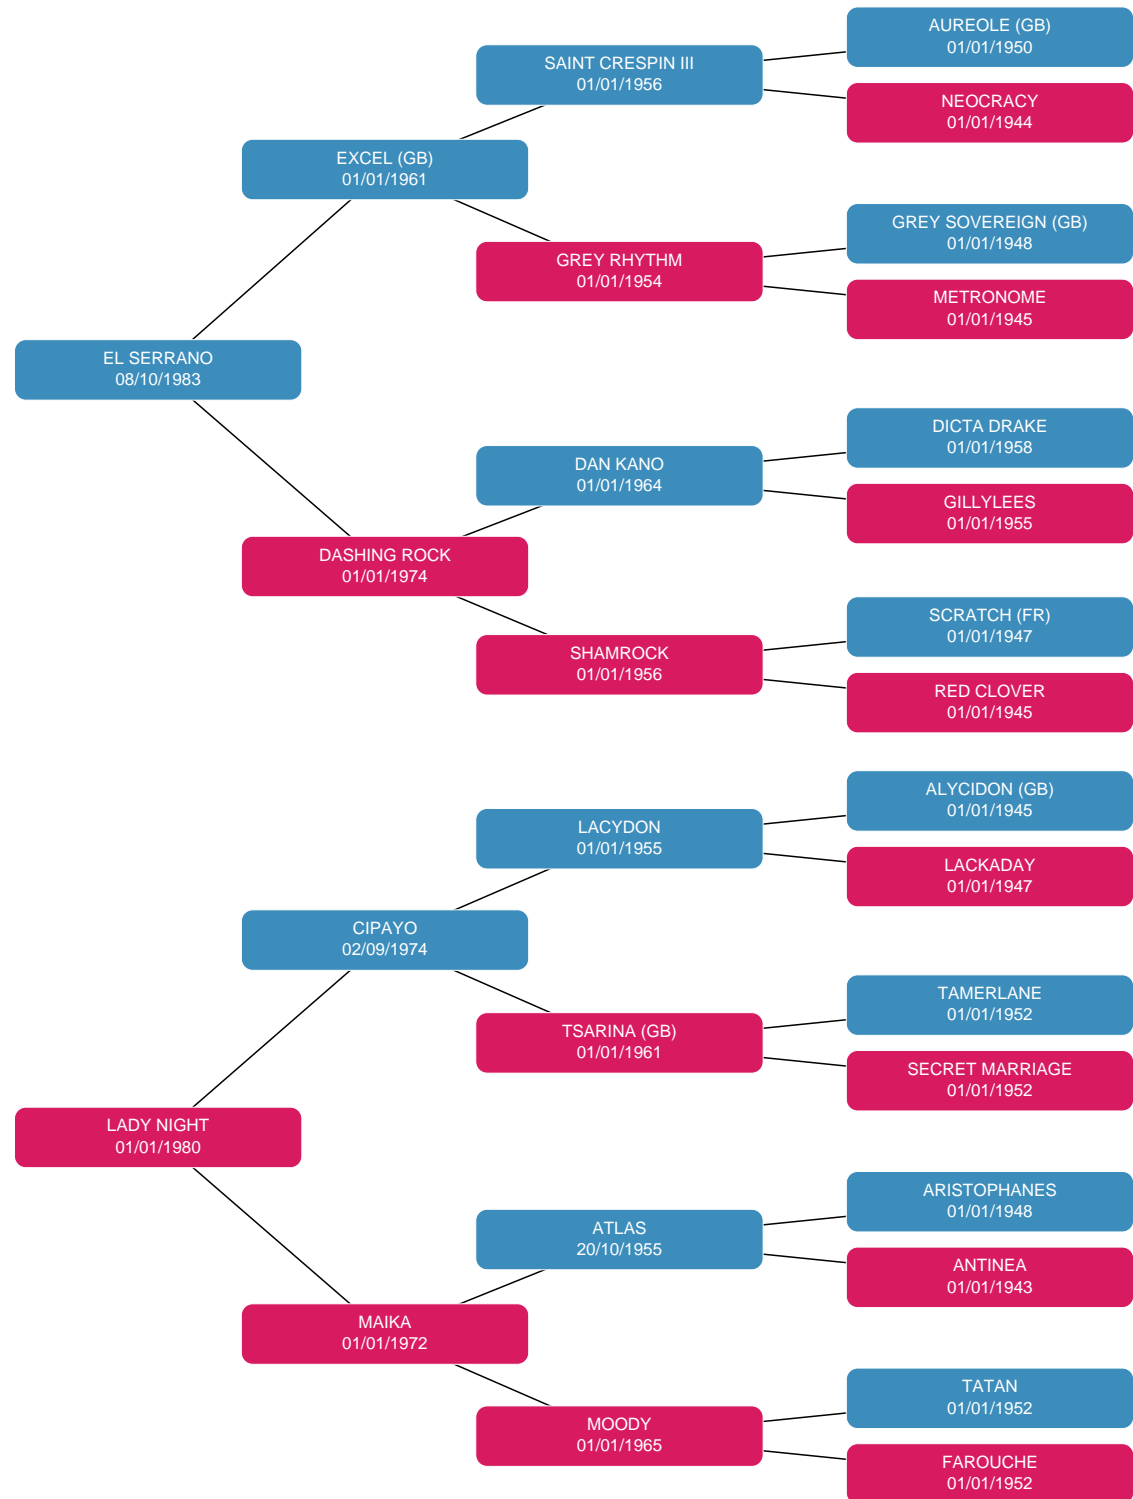 AUREOLE (GB)
01/01/1950
SAINT CRESPIN III
01/01/1956
NEOCRACY
01/01/1944
EXCEL (GB)
01/01/1961
GREY SOVEREIGN (GB)
01/01/1948
GREY RHYTHM
01/01/1954
METRONOME
01/01/1945
EL SERRANO
08/10/1983
DICTA DRAKE
01/01/1958
DAN KANO
01/01/1964
GILLYLEES
01/01/1955
DASHING ROCK
01/01/1974
SCRATCH (FR)
01/01/1947
SHAMROCK
01/01/1956
RED CLOVER
01/01/1945
ALYCIDON (GB)
01/01/1945
LACYDON
01/01/1955
LACKADAY
01/01/1947
CIPAYO
02/09/1974
TAMERLANE
01/01/1952
TSARINA (GB)
01/01/1961
SECRET MARRIAGE
01/01/1952
LADY NIGHT
01/01/1980
ARISTOPHANES
01/01/1948
ATLAS
20/10/1955
ANTINEA
01/01/1943
MAIKA
01/01/1972
TATAN
01/01/1952
MOODY
01/01/1965
FAROUCHE
01/01/1952